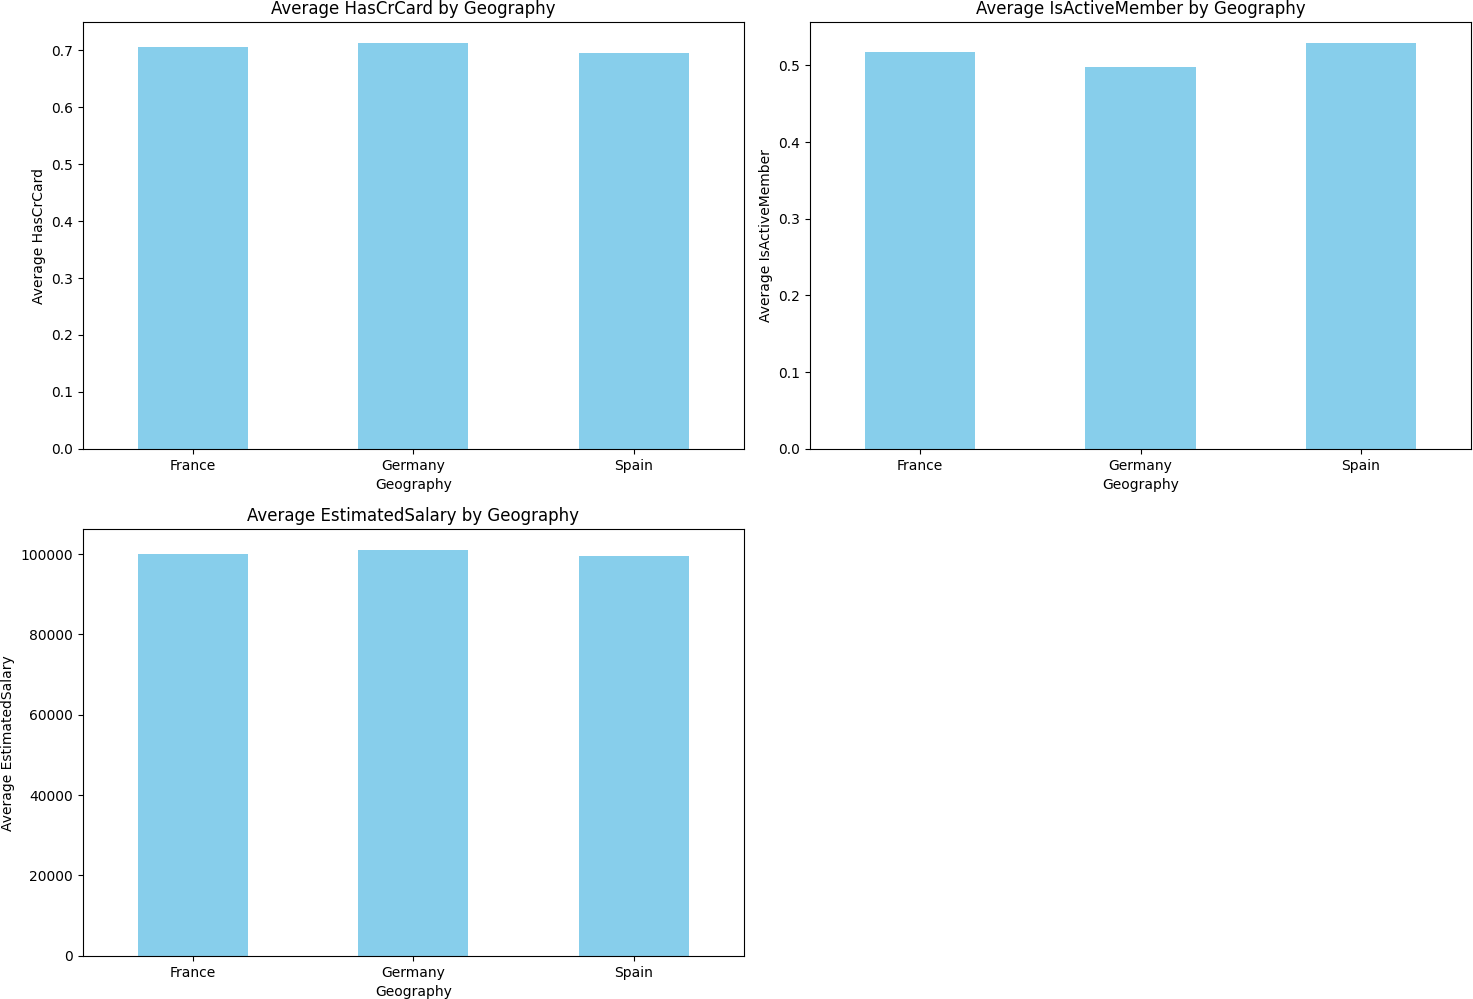 Average HasCrCard by Geography
Average HasCrCard
0.7
0.6
0.5
0.4
0.3
0.2
0.1
0.0
France Germany Spain
Geography
Average IsActiveMember by Geography
Average IsActiveMember
0.5
0.4
0.3
0.2
0.1
0.0
France Germany Spain
Geography
Average EstimatedSalary by Geography
Average EstimatedSalary
100000
80000
60000
40000
20000
0
France Germany Spain
Geography